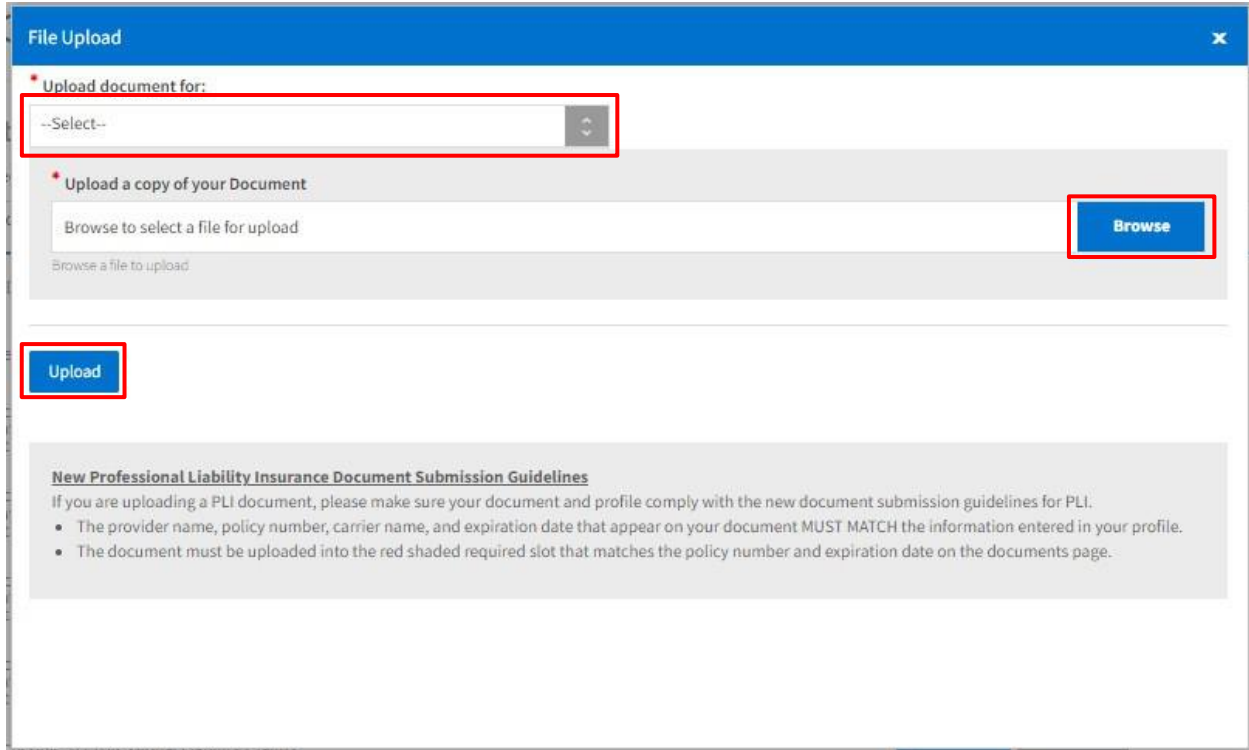 File Upload ×
* Upload document for:
--Select--
* Upload a copy of your Document
Browse to select a file for upload
Browse
Browse a file to upload
Upload
New Professional Liability Insurance Document Submission Guidelines
If you are uploading a PLI document, please make sure your document and profile comply with the new document submission guidelines for PLI.
• The provider name, policy number, carrier name, and expiration date that appear on your document MUST MATCH the information entered in your profile.
• The document must be uploaded into the red shaded required slot that matches the policy number and expiration date on the documents page.